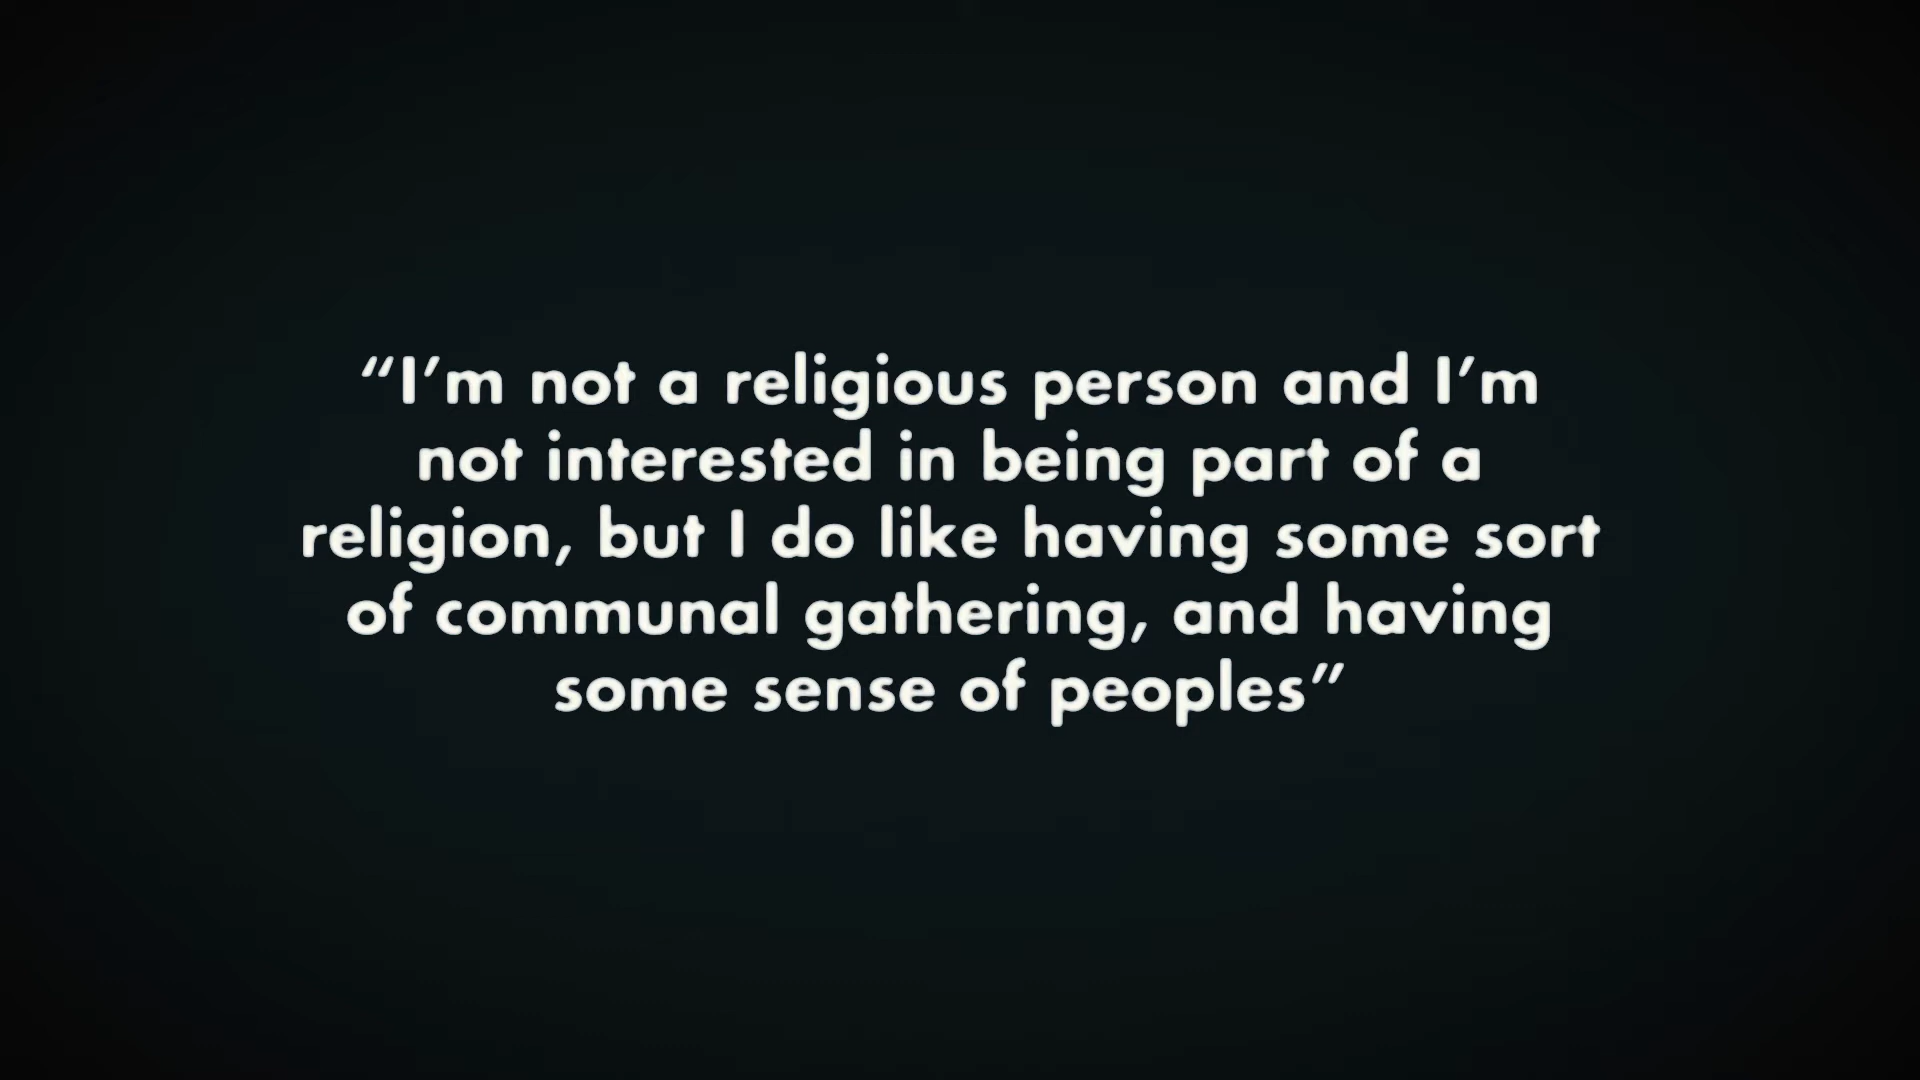 “I’m not a religious person and I’m
not interested in being part of a
religion, but I do like having some sort
of communal gathering, and having
some sense of peoples”